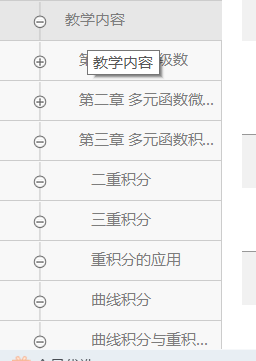 教学内容
第
级数
教学内容
第二章 多元函数微...
第三章 多元函数积...
二重积分
三重积分
重积分的应用
曲线积分
曲线积分与重积...